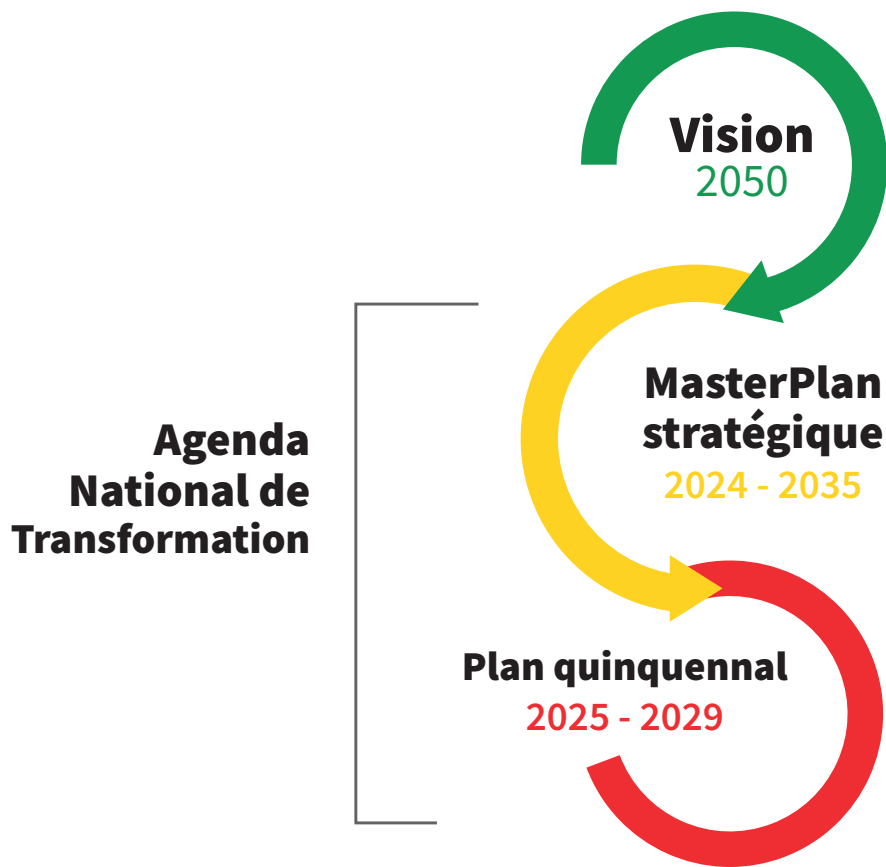 Vision
2050
MasterPlan
stratégique
2024 - 2035
Agenda
National de
Transformation
Plan quinquennal
2025 - 2029